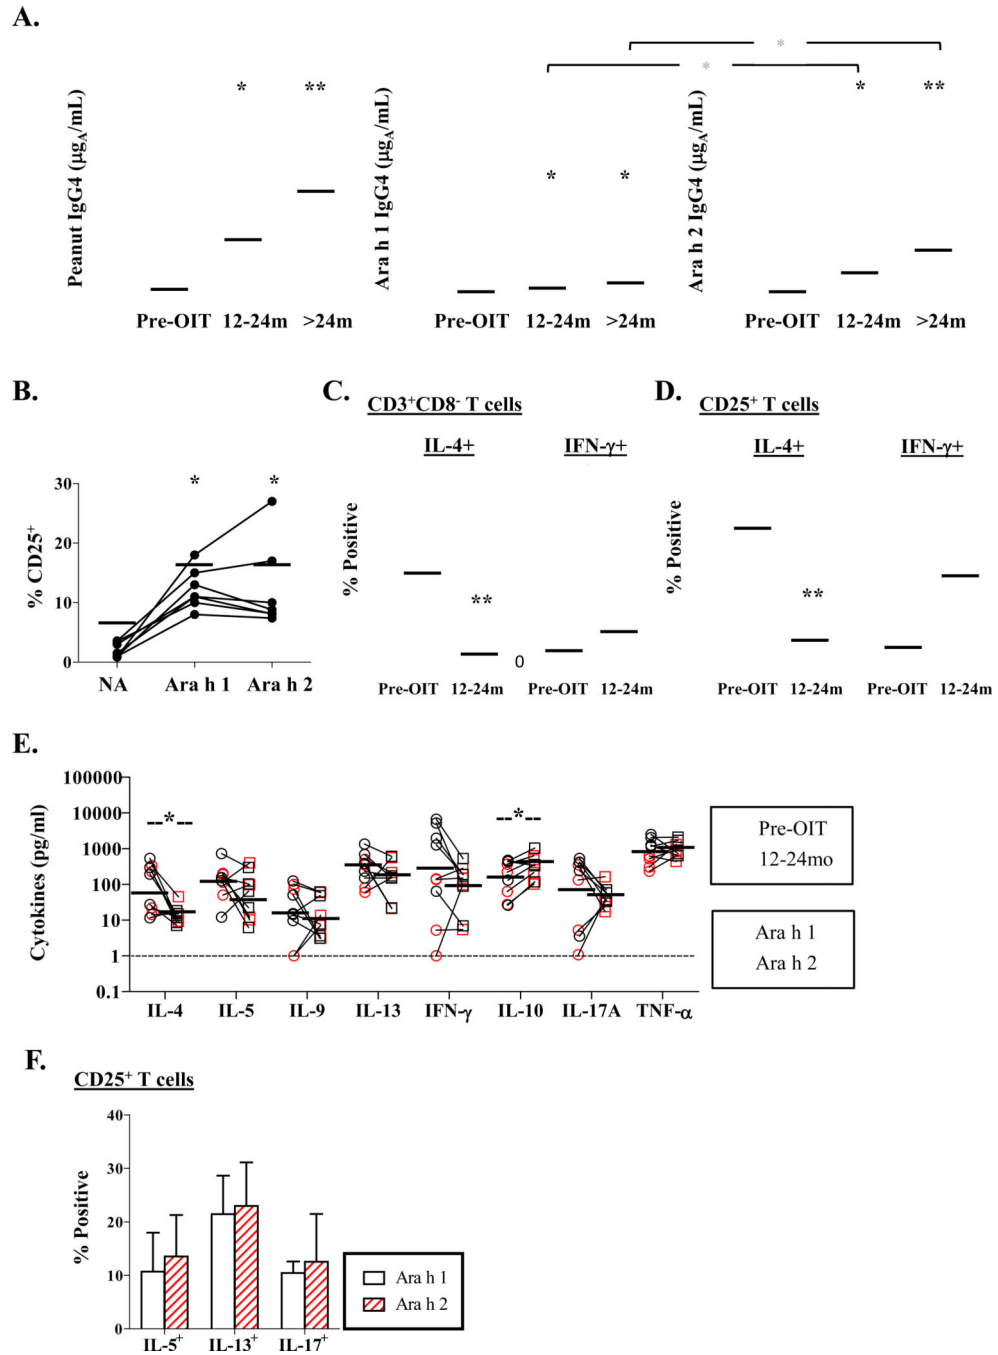 A.
* ** * * * * * **
Peanut IgG4 (µgA/mL)
Ara h 1 IgG4 (µgA/mL)
Ara h 2 IgG4 (µgA/mL)
Pre-OIT 12-24m >24m Pre-OIT 12-24m >24m Pre-OIT 12-24m >24m
B.
% CD25+
30
20
10
0
* *
NA Ara h 1 Ara h 2
C.
CD3+CD8- T cells
IL-4+ IFN-γ+
% Positive
**
0
Pre-OIT 12-24m Pre-OIT 12-24m
D.
CD25+ T cells
IL-4+ IFN-γ+
% Positive
**
Pre-OIT 12-24m Pre-OIT 12-24m
E.
Cytokines (pg/ml)
100000
10000
1000
100
10
1
0.1
* *
IL-4 IL-5 IL-9 IL-13 IFN-γ IL-10 IL-17A TNF-α
Pre-OIT
12-24mo
Ara h 1
Ara h 2
F.
CD25+ T cells
% Positive
40
30
20
10
0
IL-5+ IL-13+ IL-17+
Ara h 1
Ara h 2